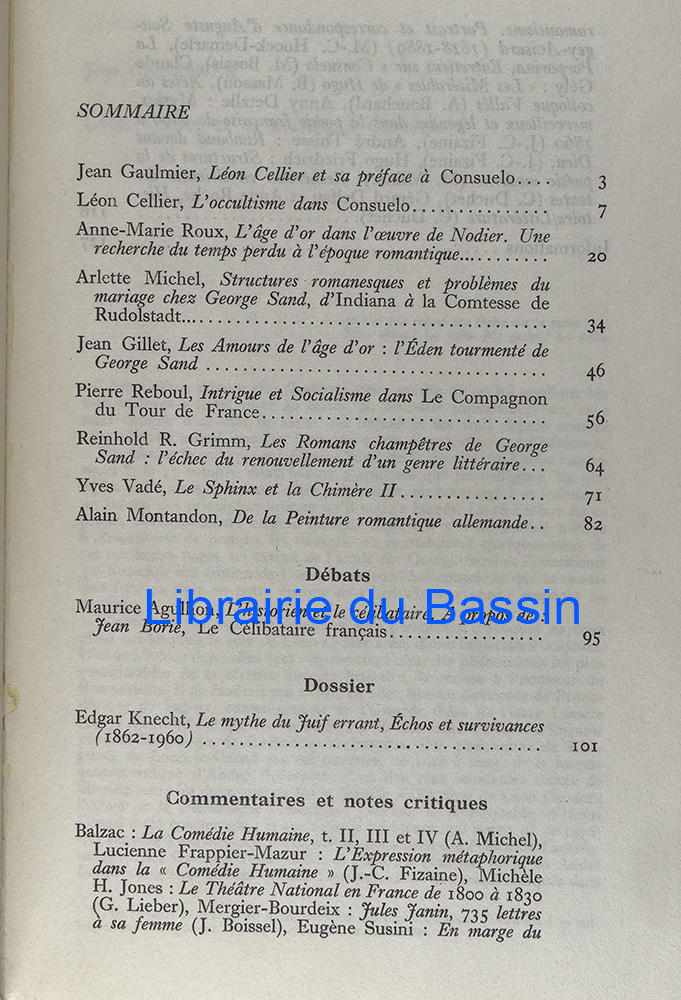 SOMMAIRE
Jean Gaulmier, Léon Cellier et sa préface à Consuelo.... 3
Léon Cellier, L'occultisme dans Consuelo................ 7
Anne-Marie Roux, L'âge d'or dans l'œuvre de Nodier. Une
recherche du temps perdu à l'époque romantique............ 20
Arlette Michel, Structures romanesques et problèmes du
mariage chez George Sand, d'Indiana à la Comtesse de
Rudolstadt........................................ 34
Jean Gillet, Les Amours de l'âge d'or : l'Éden tourmenté de
George Sand ...................................... 46
Pierre Reboul, Intrigue et Socialisme dans Le Compagnon
du Tour de France................................ 56
Reinhold R. Grimm, Les Romans champêtres de George
Sand : l'échec du renouvellement d'un genre littéraire... 64
Yves Vadé, Le Sphinx et la Chimère II................ 71
Alain Montandon, De la Peinture romantique allemande.. 82
Débats
Librairie du Bassin
Maurice Agulhon, L'historien et le célibataire. A propos de :
Jean Borie, Le Célibataire français................. 95
Dossier
Edgar Knecht, Le mythe du Juif errant, Échos et survivances
(1862-1960) ...................................... 101
Commentaires et notes critiques
Balzac : La Comédie Humaine, t. II, III et IV (A. Michel),
Lucienne Frappier-Mazur : L'Expression métaphorique
dans la « Comédie Humaine » (J.-C. Fizaine), Michèle
H. Jones : Le Théâtre National en France de 1800 à 1830
(G. Lieber), Mergier-Bourdeix : Jules Janin, 735 lettres
à sa femme (J. Boissel), Eugène Susini : En marge du